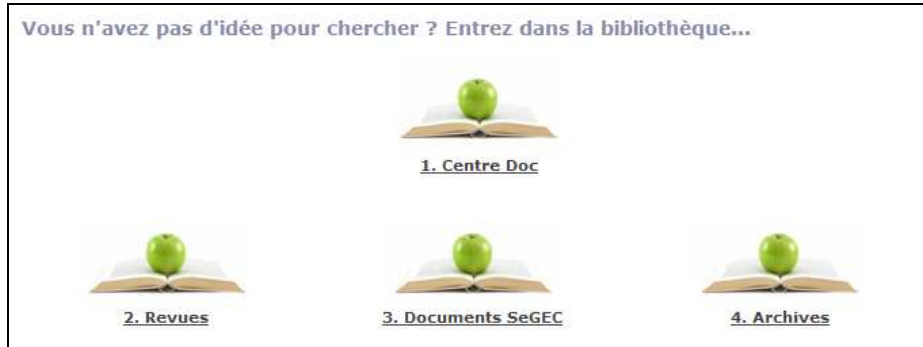 Vous n'avez pas d'idée pour chercher ? Entrez dans la bibliothèque...
1. Centre Doc
2. Revues
3. Documents SeGEC
4. Archives